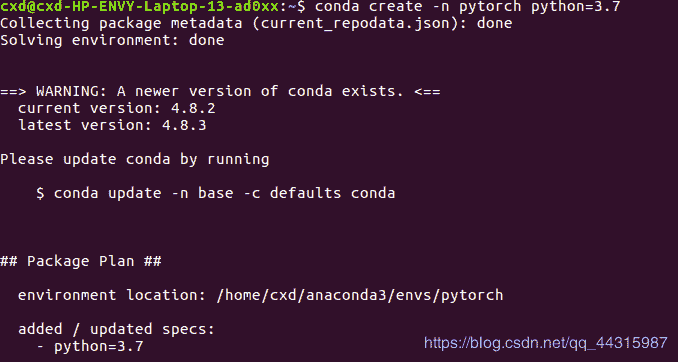 cxd@cxd-HP-ENVY-Laptop-13-ad0xx:~$ conda create -n pytorch python=3.7
Collecting package metadata (current_repodata.json): done
Solving environment: done
==> WARNING: A newer version of conda exists. <==
current version: 4.8.2
latest version: 4.8.3
Please update conda by running
$ conda update -n base -c defaults conda
## Package Plan ##
environment location: /home/cxd/anaconda3/envs/pytorch
added / updated specs:
- python=3.7
https://blog.csdn.net/qq_44315987